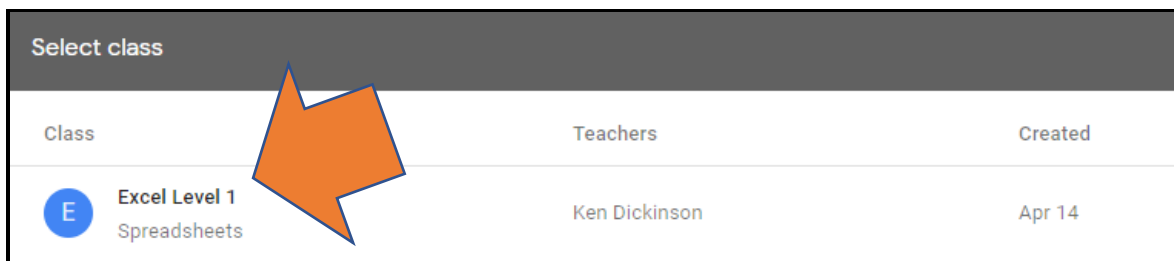 Select class
Class Teachers Created
E Excel Level 1
Spreadsheets
Ken Dickinson Apr 14